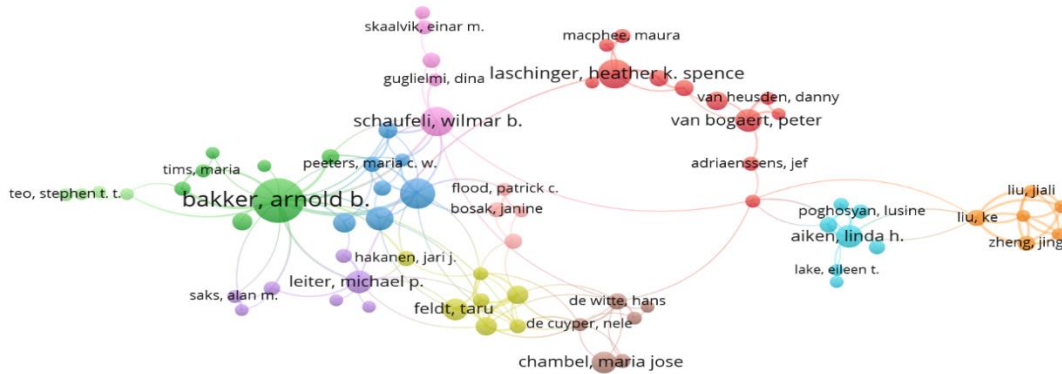 skaalvik, einar m.
macphee, maura
laschinger, heather k. spence
guglielmi, dina
van heusden, danny
schaufeli, wilmar b.
van bogaert, peter
peeters, maria c. w.
adriaenssens, jef
tims, maria
teo, stephen t. t.
bakker, arnold b.
flood, patrick c.
bosak, janine
liu, jiali
poghosyan, lusine
liu, ke
aiken, linda h.
zheng, jing
hakanen, jari j.
lake, eileen t.
leiter, michael p.
saks, alan m.
de witte, hans
feldt, taru
de cuyper, nele
chambel, maria jose